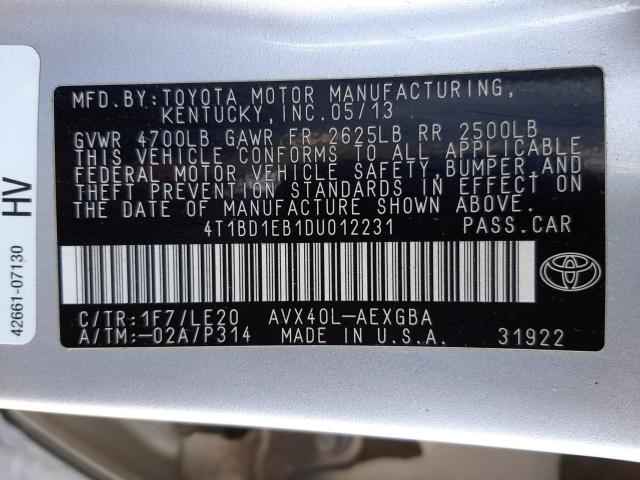 MFD.BY:TOYOTA MOTOR MANUFACTURING,
KENTUCKY,INC.05/13
GVWR 4700LB GAWR FR 2625LB RR 2500LB
THIS VEHICLE CONFORMS TO ALL APPLICABLE
FEDERAL MOTOR VEHICLE SAFETY,BUMPER,AND
THEFT PREVENTION STANDARDS IN EFFECT ON
THE DATE OF MANUFACTURE SHOWN ABOVE.
4T1BD1EB1DU012231 PASS.CAR
C/TR:1F7/LE20 AVX40L-AEXGBA
A/TM:-02A/P314 MADE IN U.S.A. 31922
42661-07130 HV